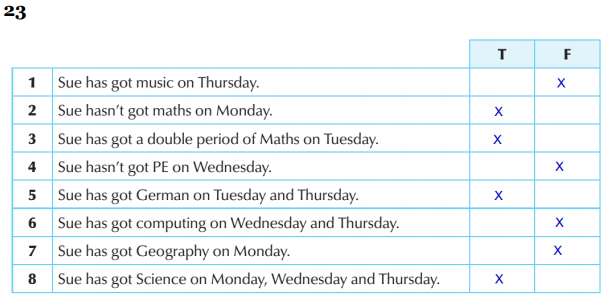 23
T F
1 Sue has got music on Thursday. X
2 Sue hasn't got maths on Monday. X
3 Sue has got a double period of Maths on Tuesday. X
4 Sue hasn't got PE on Wednesday. X
5 Sue has got German on Tuesday and Thursday. X
6 Sue has got computing on Wednesday and Thursday. X
7 Sue has got Geography on Monday. X
8 Sue has got Science on Monday, Wednesday and Thursday. X